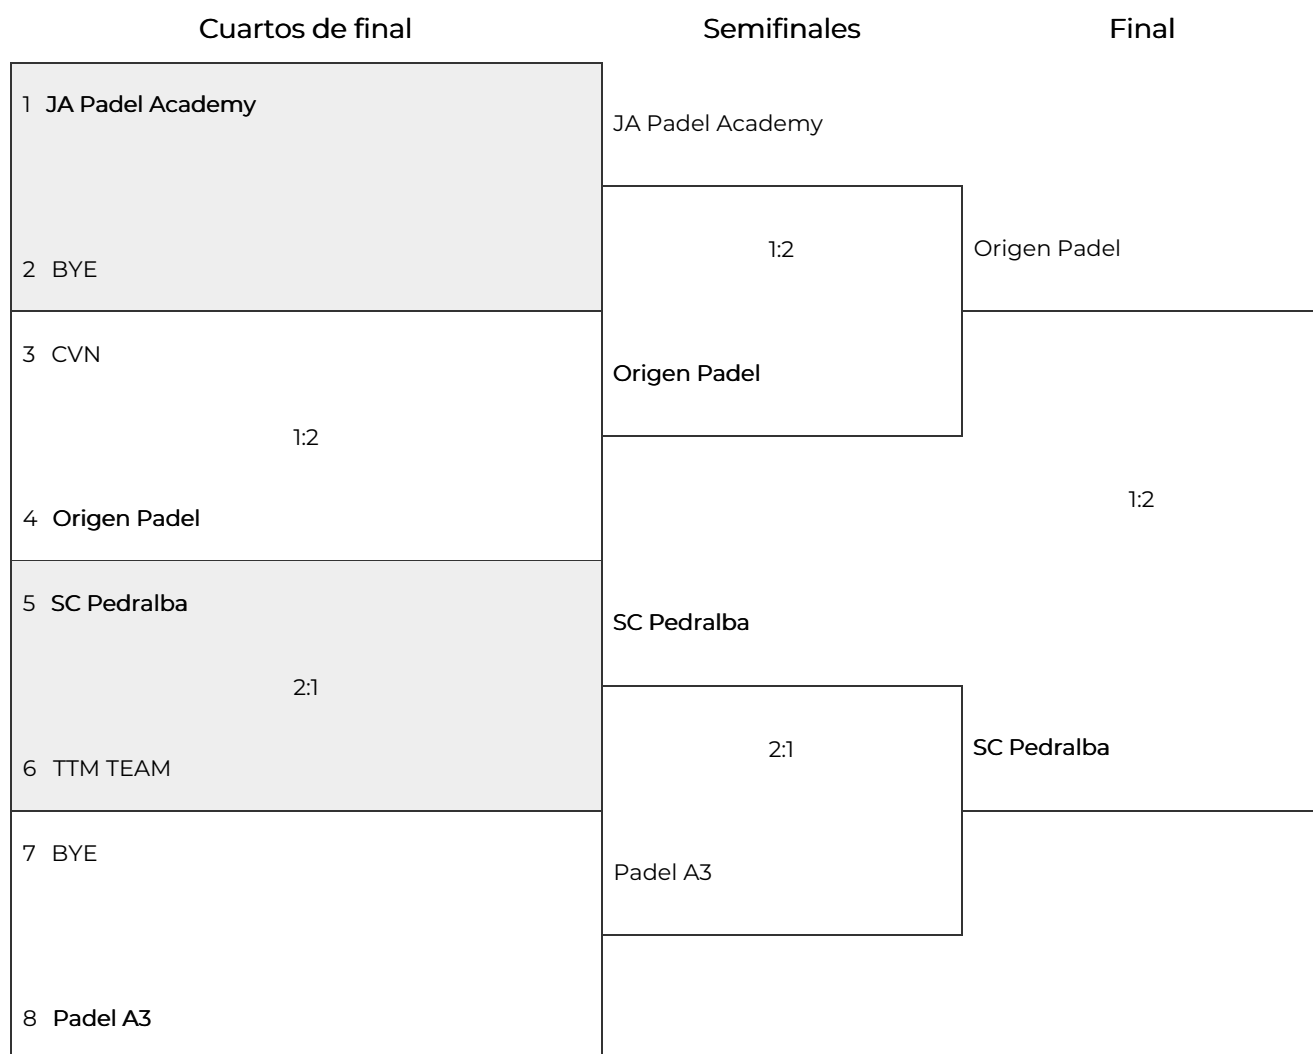 Cuartos de final
Semifinales
Final
1 JA Padel Academy
JA Padel Academy
2 BYE
1:2
Origen Padel
3 CVN
Origen Padel
1:2
4 Origen Padel
1:2
5 SC Pedralba
SC Pedralba
2:1
6 TTM TEAM
2:1
SC Pedralba
7 BYE
Padel A3
8 Padel A3